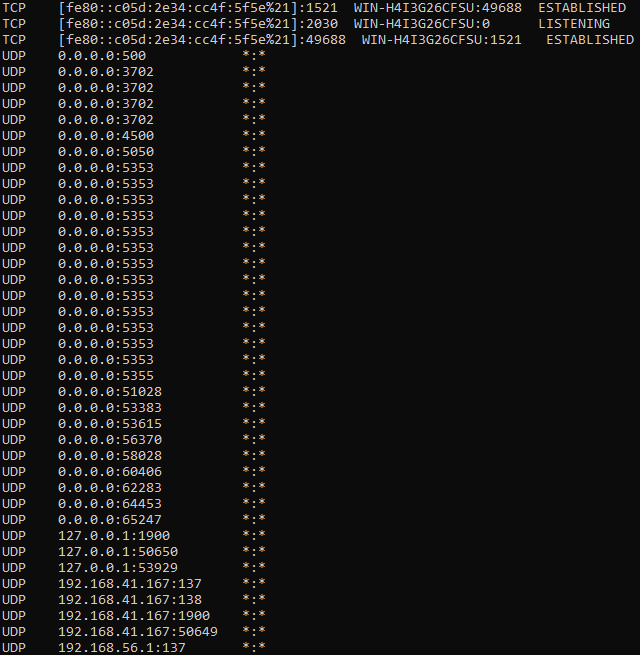 TCP    [fe80::c05d:2e34:cc4f:5f5e%21]:1521  WIN-H4I3G26CFSU:49688  ESTABLISHED
TCP    [fe80::c05d:2e34:cc4f:5f5e%21]:2030  WIN-H4I3G26CFSU:0      LISTENING
TCP    [fe80::c05d:2e34:cc4f:5f5e%21]:49688  WIN-H4I3G26CFSU:1521   ESTABLISHED
UDP    0.0.0.0:500            *:*
UDP    0.0.0.0:3702           *:*
UDP    0.0.0.0:3702           *:*
UDP    0.0.0.0:3702           *:*
UDP    0.0.0.0:3702           *:*
UDP    0.0.0.0:4500           *:*
UDP    0.0.0.0:5050           *:*
UDP    0.0.0.0:5353           *:*
UDP    0.0.0.0:5353           *:*
UDP    0.0.0.0:5353           *:*
UDP    0.0.0.0:5353           *:*
UDP    0.0.0.0:5353           *:*
UDP    0.0.0.0:5353           *:*
UDP    0.0.0.0:5353           *:*
UDP    0.0.0.0:5353           *:*
UDP    0.0.0.0:5353           *:*
UDP    0.0.0.0:5353           *:*
UDP    0.0.0.0:5353           *:*
UDP    0.0.0.0:5353           *:*
UDP    0.0.0.0:5353           *:*
UDP    0.0.0.0:5355           *:*
UDP    0.0.0.0:51028          *:*
UDP    0.0.0.0:53383          *:*
UDP    0.0.0.0:53615          *:*
UDP    0.0.0.0:56370          *:*
UDP    0.0.0.0:58028          *:*
UDP    0.0.0.0:60406          *:*
UDP    0.0.0.0:62283          *:*
UDP    0.0.0.0:64453          *:*
UDP    0.0.0.0:65247          *:*
UDP    127.0.0.1:1900         *:*
UDP    127.0.0.1:50650        *:*
UDP    127.0.0.1:53929        *:*
UDP    192.168.41.167:137     *:*
UDP    192.168.41.167:138     *:*
UDP    192.168.41.167:1900    *:*
UDP    192.168.41.167:50649   *:*
UDP    192.168.56.1:137       *:*